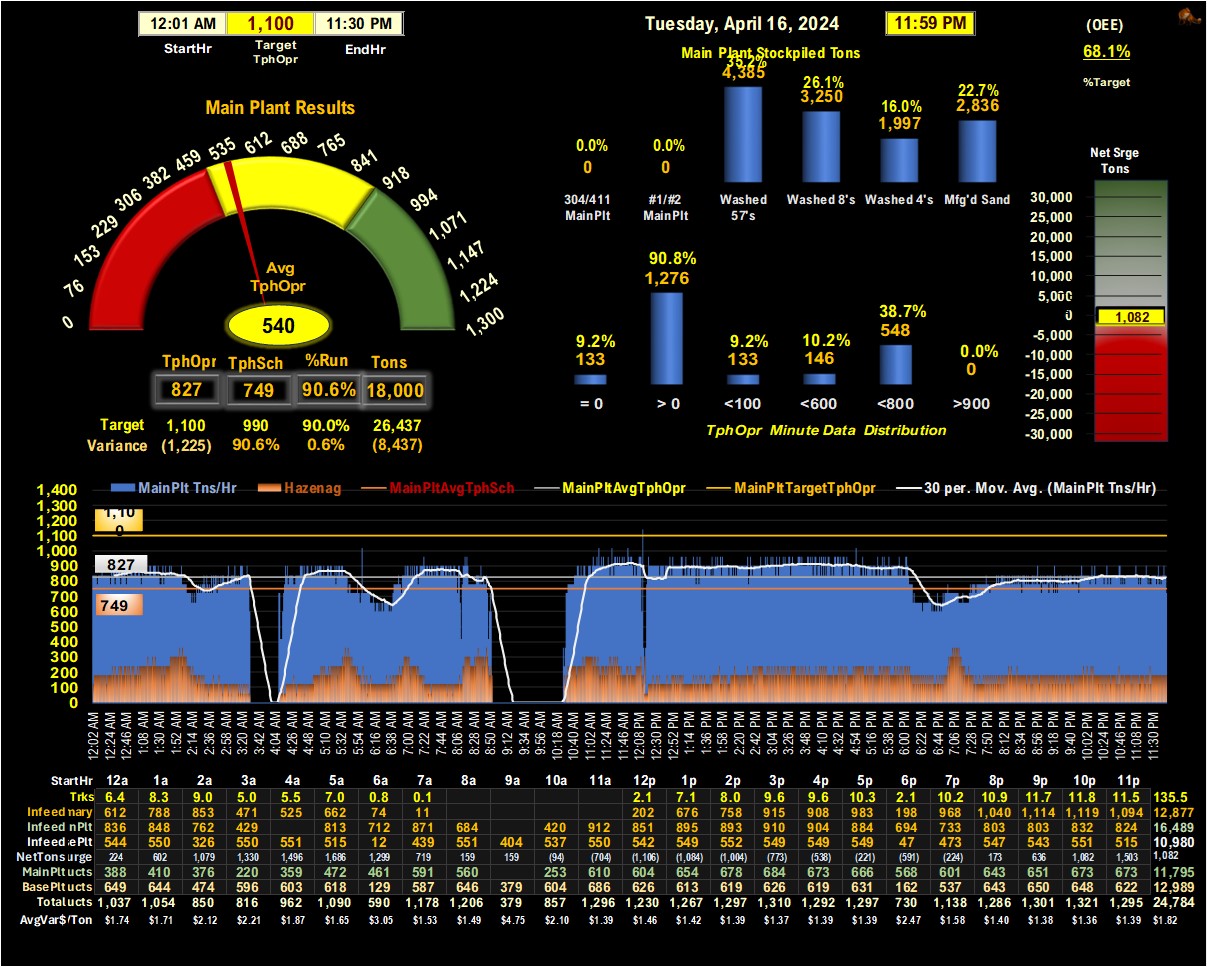 12:01 AM 1,100 11:30 PM
StartHr Target TphOpr EndHr
Tuesday, April 16, 2024 11:59 PM
(OEE)
68.1%
%Target
Main Plant Stockpiled Tons
35.2% 26.1% 16.0% 22.7%
4,385 3,250 1,997 2,836
0.0% 0.0%
0 0
304/411 MainPlt #1/#2 MainPlt Washed 57's Washed 8's Washed 4's Mfg'd Sand
Main Plant Results
0 76 153 229 306 382 459 535 612 688 765 841 918 994 1,071 1,147 1,224 1,300
Avg
TphOpr
540
TphOpr TphSch %Run Tons
827 749 90.6% 18,000
Target 1,100 990 90.0% 26,437
Variance (1,225) 90.6% 0.6% (8,437)
9.2% 90.8% 9.2% 10.2% 38.7% 0.0%
133 1,276 133 146 548 0
= 0 > 0 <100 <600 <800 >900
TphOpr Minute Data Distribution
Net Srge
Tons
30,000
25,000
20,000
15,000
10,000
5,000
0 1,082
-5,000
-10,000
-15,000
-20,000
-25,000
-30,000
MainPlt Tns/Hr Hazenag MainPltAvgTphSch MainPltAvgTphOpr MainPltTargetTphOpr 30 per. Mov. Avg. (MainPlt Tns/Hr)
1,400
1,300
1,200
1,100
1,000
900
800
700
600
500
400
300
200
100
0
1,100
827
749
12:02 AM 12:24 AM 12:46 AM 1:08 AM 1:30 AM 1:52 AM 2:14 AM 2:36 AM 2:58 AM 3:20 AM 3:42 AM 4:04 AM 4:26 AM 4:48 AM 5:10 AM 5:32 AM 5:54 AM 6:16 AM 6:38 AM 7:00 AM 7:22 AM 7:44 AM 8:06 AM 8:28 AM 8:50 AM 9:12 AM 9:34 AM 9:56 AM 10:18 AM 10:40 AM 11:02 AM 11:24 AM 11:46 AM 12:08 PM 12:30 PM 12:52 PM 1:14 PM 1:36 PM 1:58 PM 2:20 PM 2:42 PM 3:04 PM 3:26 PM 3:48 PM 4:10 PM 4:32 PM 4:54 PM 5:16 PM 5:38 PM 6:00 PM 6:22 PM 6:44 PM 7:06 PM 7:28 PM 7:50 PM 8:12 PM 8:34 PM 8:56 PM 9:18 PM 9:40 PM 10:02 PM 10:24 PM 10:46 PM 11:08 PM 11:30 PM
StartHr 12a 1a 2a 3a 4a 5a 6a 7a 8a 9a 10a 11a 12p 1p 2p 3p 4p 5p 6p 7p 8p 9p 10p 11p
Trks 6.4 8.3 9.0 5.0 5.5 7.0 0.8 0.1 2.1 7.1 8.0 9.6 9.6 10.3 2.1 10.2 10.9 11.7 11.8 11.5 135.5
Infeed mary 612 788 853 471 525 662 74 11 202 676 758 915 908 983 198 968 1,040 1,114 1,119 1,094 12,877
Infeed nPlt 836 848 762 429 813 712 871 684 420 912 851 895 893 910 904 884 694 733 803 803 832 824 16,489
Infeed ePlt 544 550 326 550 551 515 12 439 551 404 537 550 542 549 552 549 549 549 47 473 547 543 551 515 10,980
NetTonsurge 224 602 1,079 1,330 1,496 1,686 1,299 719 159 159 (94) (704) (1,106) (1,084) (1,004) (773) (538) (221) (591) (224) 173 636 1,082 1,503 1,082
MainPlt ucts 388 410 376 220 359 472 461 591 560 253 610 604 654 678 684 673 666 568 601 643 651 673 673 11,795
BasePlt ucts 649 644 474 596 603 618 129 587 646 379 604 686 626 613 619 626 619 631 162 537 643 650 648 622 12,989
Total ucts 1,037 1,054 850 816 962 1,090 590 1,178 1,206 379 857 1,296 1,230 1,267 1,297 1,310 1,292 1,297 730 1,138 1,286 1,301 1,321 1,295 24,784
AvgVar$/Ton $1.74 $1.71 $2.12 $2.21 $1.87 $1.65 $3.05 $1.53 $1.49 $4.75 $2.10 $1.39 $1.46 $1.42 $1.39 $1.38 $1.39 $1.39 $2.47 $1.58 $1.40 $1.38 $1.36 $1.39 $1.82